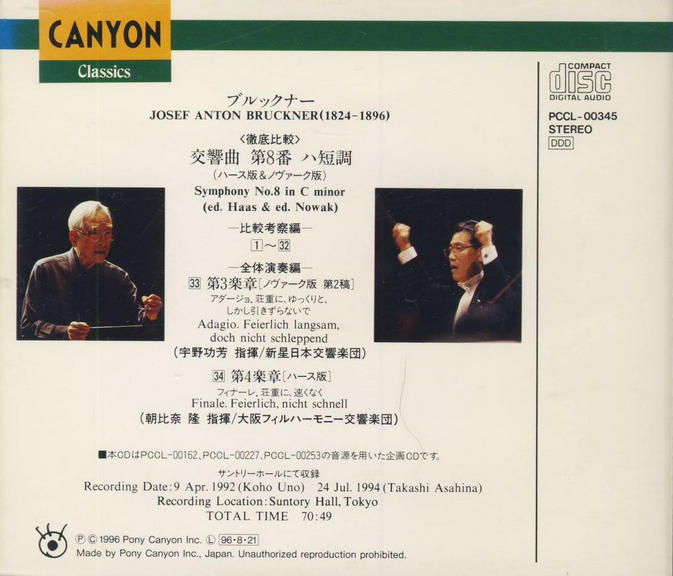 CANYON
Classics
COMPACT
disc
DIGITAL AUDIO
PCCL-00345
STEREO
DDD
ブルックナー
JOSEF ANTON BRUCKNER(1824-1896)
〈徹底比較〉
交響曲 第8番 ハ短調
(ハース版&ノヴァーク版)
Symphony No.8 in C minor
(ed. Haas & ed. Nowak)
—比較考察編—
1〜32
—全体演奏編—
33 第3楽章[ノヴァーク版 第2稿]
アダージョ, 荘重に, ゆっくりと,
しかし引きずらないで
Adagio. Feierlich langsam,
doch nicht schleppend
(宇野功芳 指揮/新星日本交響楽団)
34 第4楽章[ハース版]
フィナーレ, 荘重に, 速くなく
Finale. Feierlich, nicht schnell
(朝比奈 隆 指揮/大阪フィルハーモニー交響楽団)
■本CDはPCCL-00162, PCCL-00227, PCCL-00253の音源を用いた企画CDです。
サントリーホールにて収録
Recording Date:9 Apr. 1992 (Koho Uno) 24 Jul. 1994 (Takashi Asahina)
Recording Location: Suntory Hall, Tokyo
TOTAL TIME 70:49
Ⓟ Ⓒ 1996 Pony Canyon Inc. Ⓛ 96・8・21
Made by Pony Canyon Inc., Japan. Unauthorized reproduction prohibited.